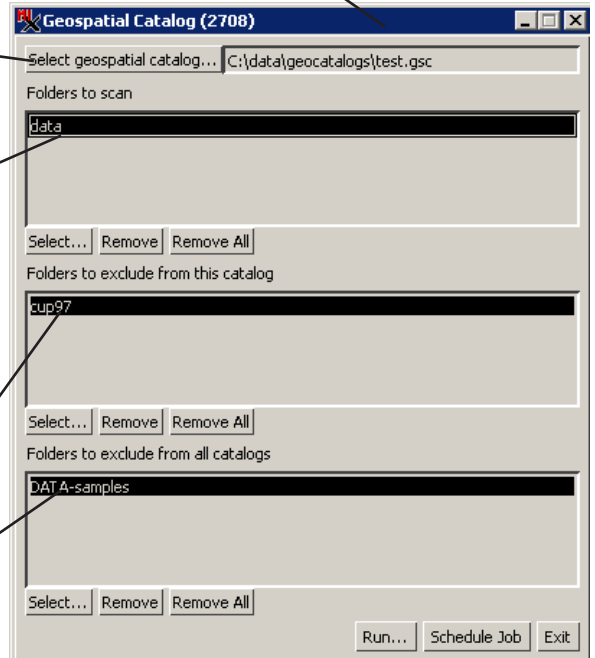 Geospatial Catalog (2708)
Select geospatial catalog... C:\data\geocatalogs\test.gsc
Folders to scan
data
Select... Remove Remove All
Folders to exclude from this catalog
cup97
Select... Remove Remove All
Folders to exclude from all catalogs
DATA-samples
Select... Remove Remove All
Run... Schedule Job Exit